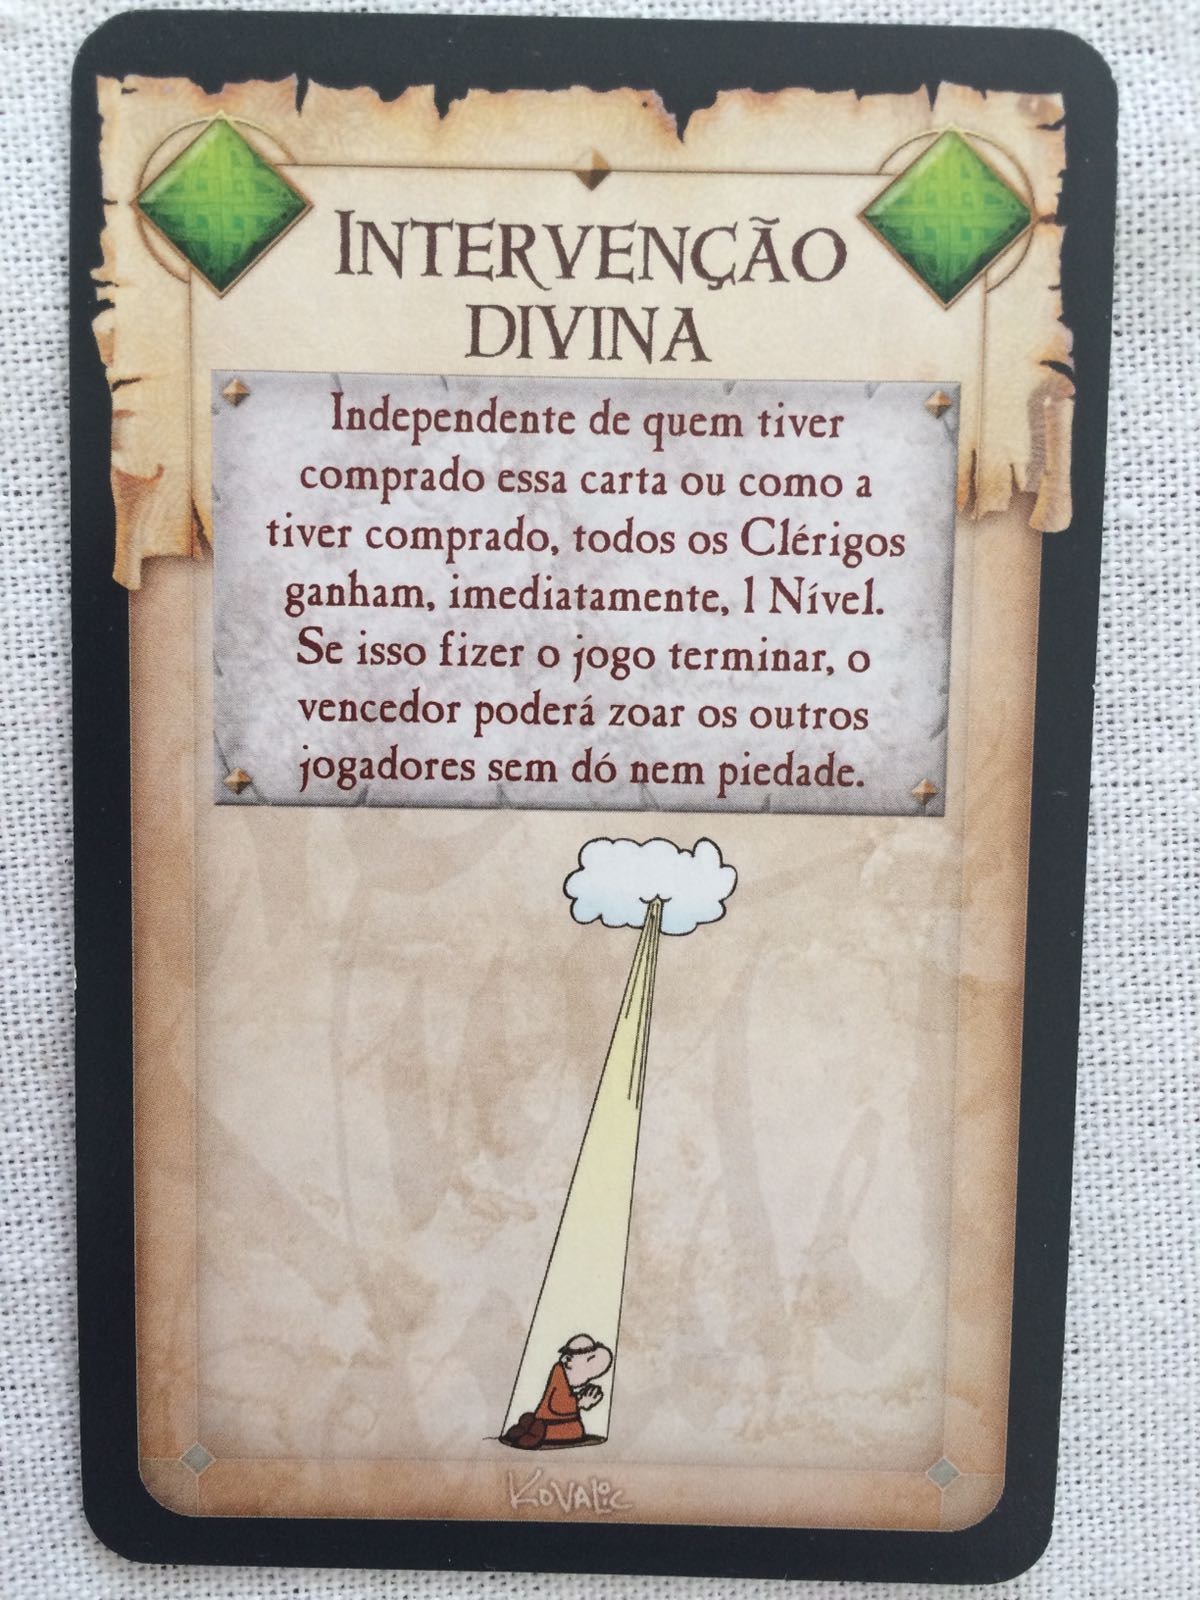 INTERVENÇÃO
DIVINA
Independente de quem tiver
comprado essa carta ou como a
tiver comprado, todos os Clérigos
ganham, imediatamente, 1 Nível.
Se isso fizer o jogo terminar, o
vencedor poderá zoar os outros
jogadores sem dó nem piedade.
KOVALIC